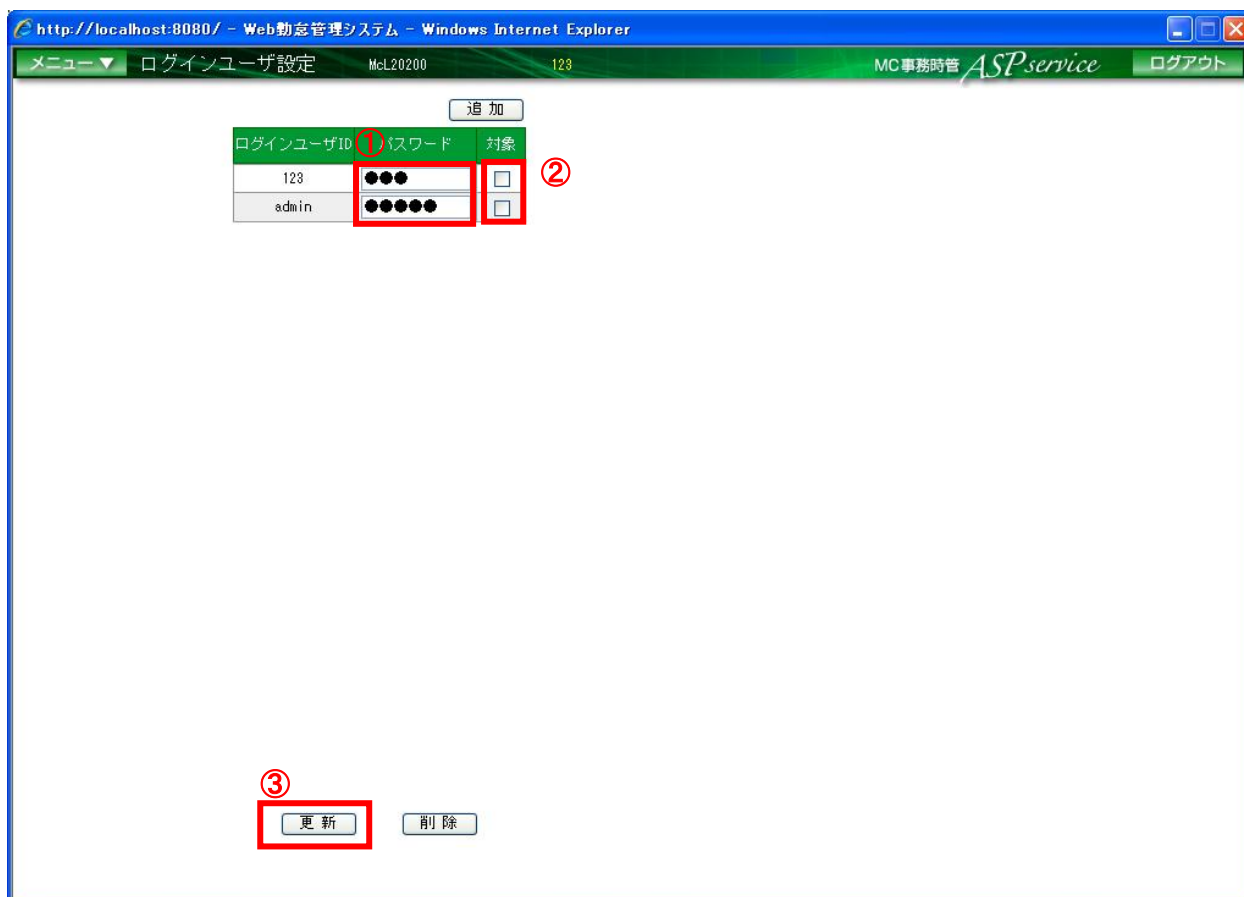 http://localhost:8080/ - Web勤怠管理システム - Windows Internet Explorer
メニュー▼ ログインユーザ設定 McL20200 123 MC事務時管 ASPservice ログアウト
追加
ログインユーザID ①パスワード 対象
123 ●●● ②
admin ●●●●●
③
更新 削除